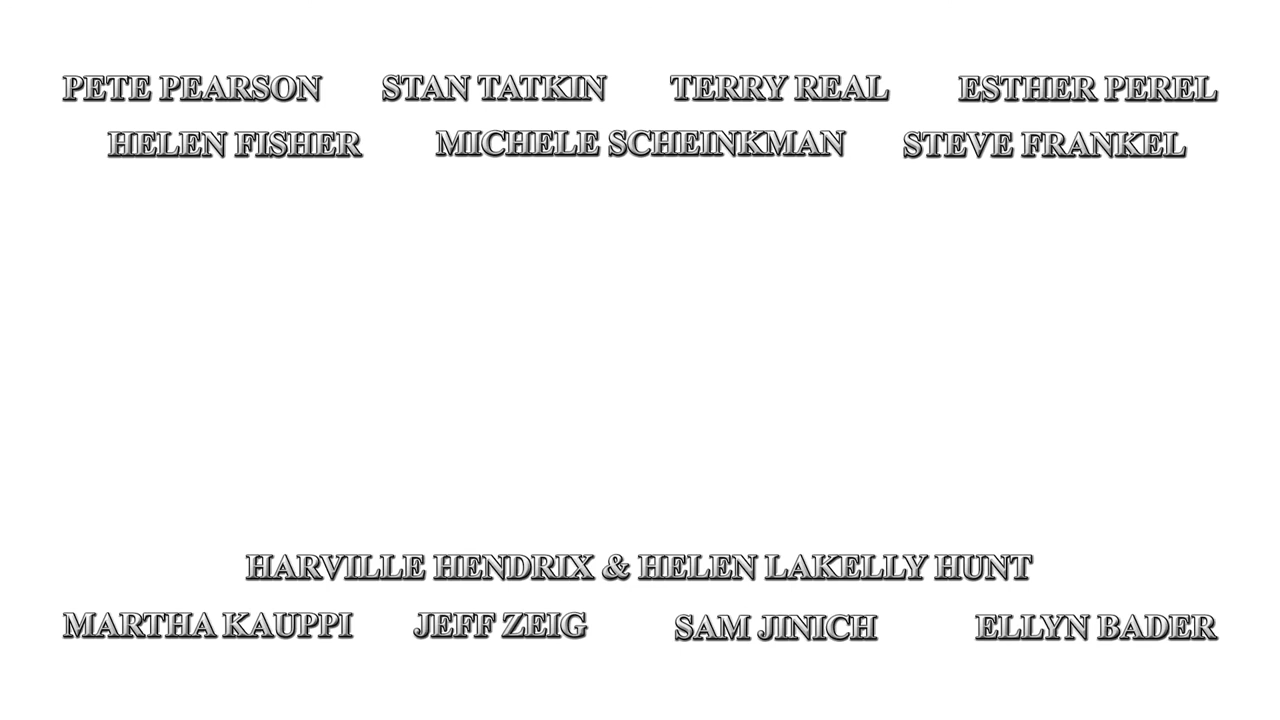 PETE PEARSON STAN TATKIN TERRY REAL ESTHER PEREL
HELEN FISHER MICHELE SCHEINKMAN STEVE FRANKEL
HARVILLE HENDRIX & HELEN LAKELLY HUNT
MARTHA KAUPPI JEFF ZEIG SAM JINICH ELLYN BADER